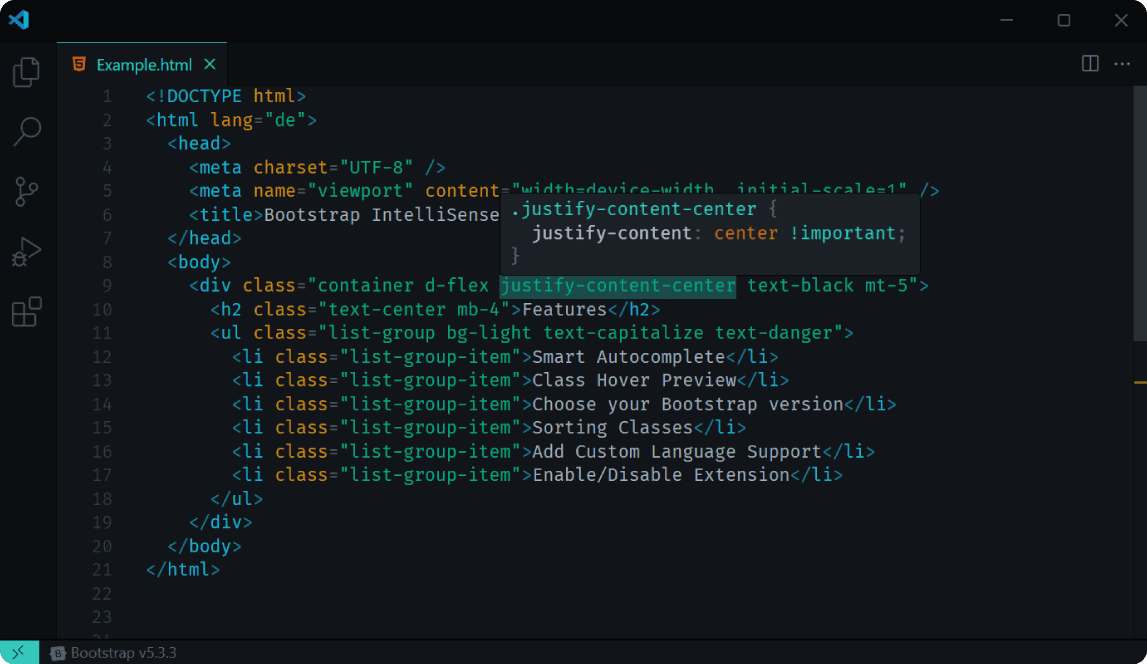 Example.html
1 <!DOCTYPE html>
2 <html lang="de">
3 <head>
4 <meta charset="UTF-8" />
5 <meta name="viewport" content="width=device-width, initial-scale=1" />
6 <title>Bootstrap IntelliSense
.justify-content-center {
justify-content: center !important;
}
7 </head>
8 <body>
9 <div class="container d-flex justify-content-center text-black mt-5">
10 <h2 class="text-center mb-4">Features</h2>
11 <ul class="list-group bg-light text-capitalize text-danger">
12 <li class="list-group-item">Smart Autocomplete</li>
13 <li class="list-group-item">Class Hover Preview</li>
14 <li class="list-group-item">Choose your Bootstrap version</li>
15 <li class="list-group-item">Sorting Classes</li>
16 <li class="list-group-item">Add Custom Language Support</li>
17 <li class="list-group-item">Enable/Disable Extension</li>
18 </ul>
19 </div>
20 </body>
21 </html>
22
23
B Bootstrap v5.3.3